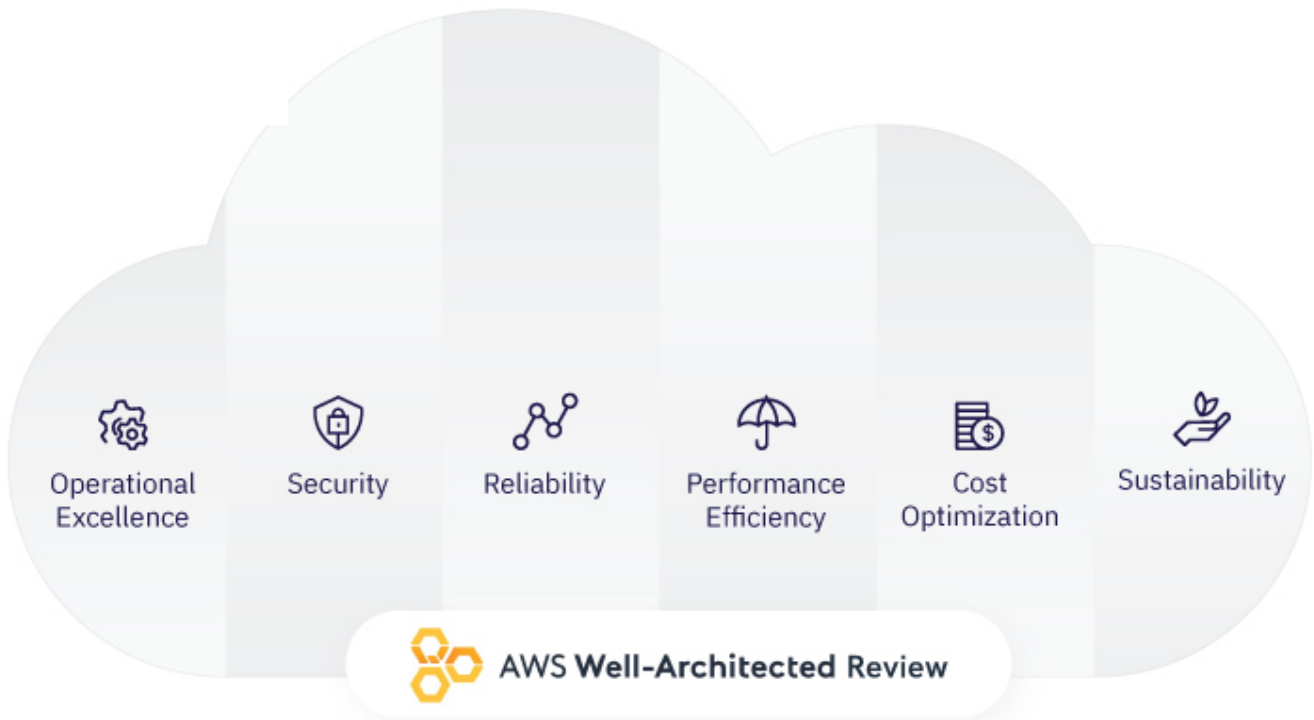 Operational
Excellence
Security
Reliability
Performance
Efficiency
Cost
Optimization
Sustainability
$
AWS Well-Architected Review